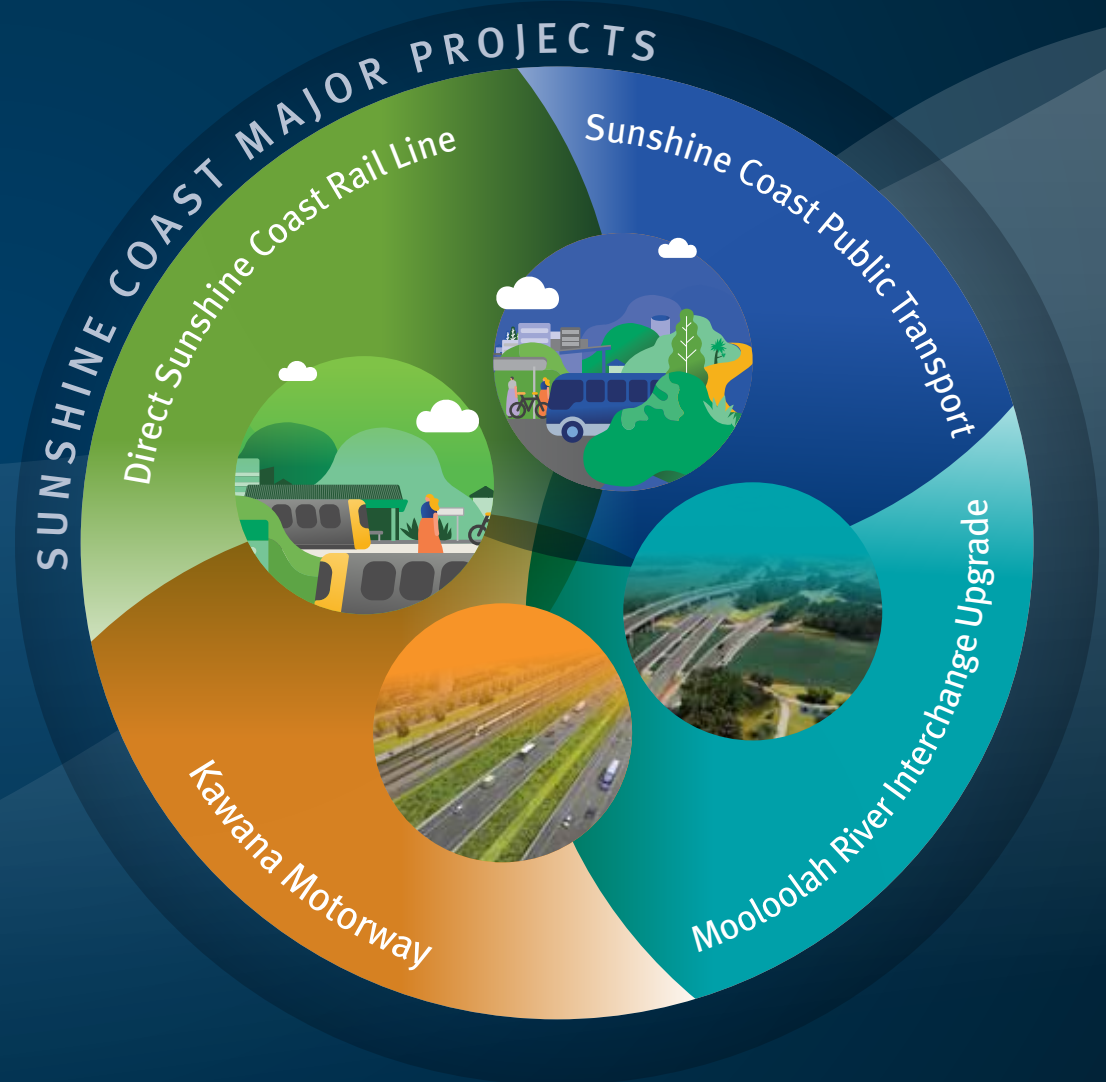 SUNSHINE COAST MAJOR PROJECTS
Direct Sunshine Coast Rail Line
Sunshine Coast Public Transport
Mooloolah River Interchange Upgrade
Kawana Motorway